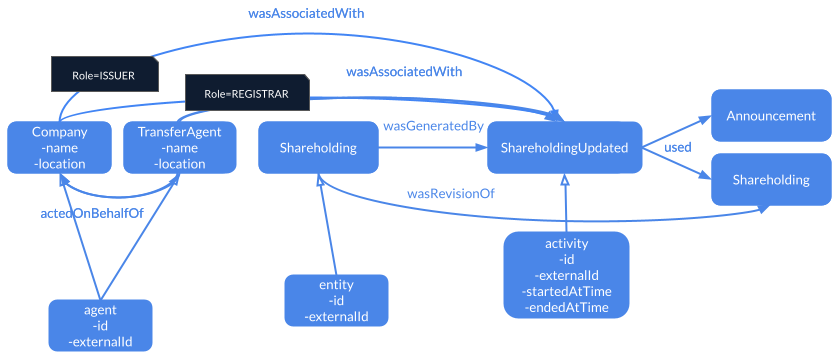 wasAssociatedWith
Role=ISSUER
wasAssociatedWith
Role=REGISTRAR
Company
-name
-location
TransferAgent
-name
-location
Shareholding
wasGeneratedBy
ShareholdingUpdated
used
Announcement
Shareholding
actedOnBehalfOf
wasRevisionOf
agent
-id
-externalId
entity
-id
-externalId
activity
-id
-externalId
-startedAtTime
-endedAtTime